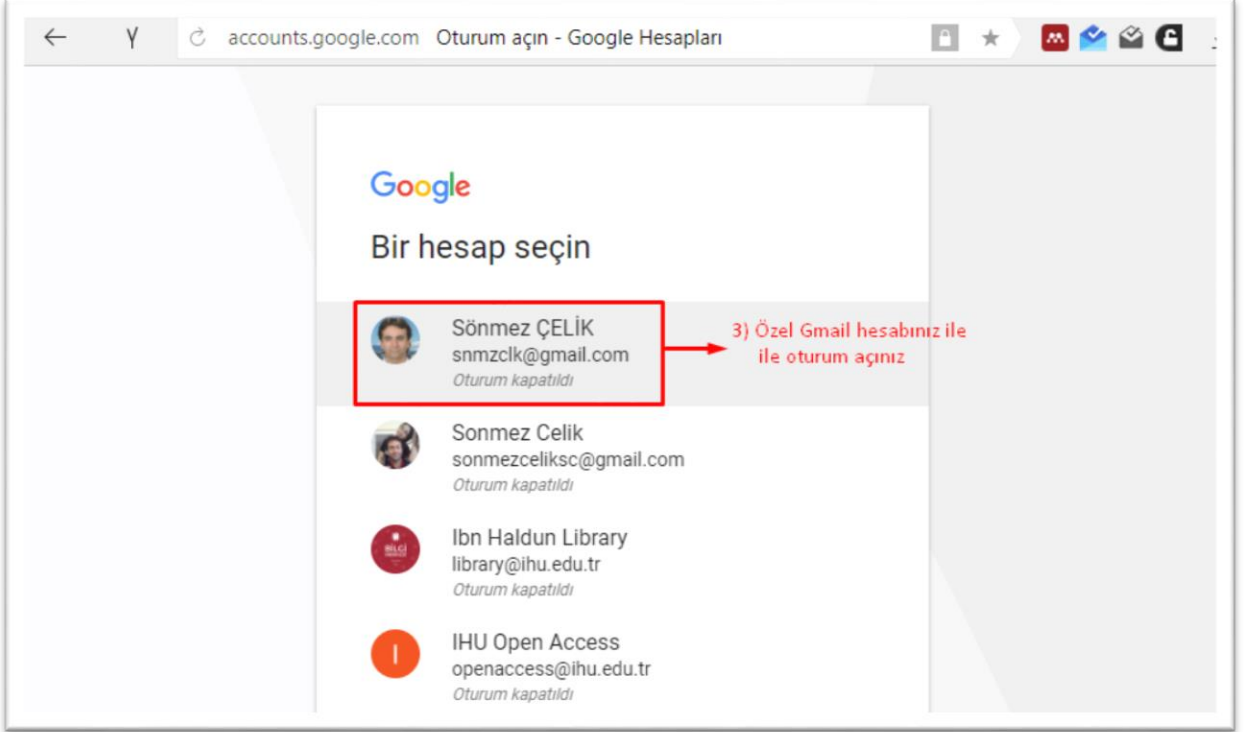 accounts.google.com Oturum açın - Google Hesapları
Google
Bir hesap seçin
Sönmez ÇELİK
snmzclk@gmail.com
Oturum kapatıldı
3) Özel Gmail hesabınız ile
ile oturum açınız
Sonmez Celik
sonmezceliksc@gmail.com
Oturum kapatıldı
BİLGİ
Ibn Haldun Library
library@ihu.edu.tr
Oturum kapatıldı
I
IHU Open Access
openaccess@ihu.edu.tr
Oturum kapatıldı